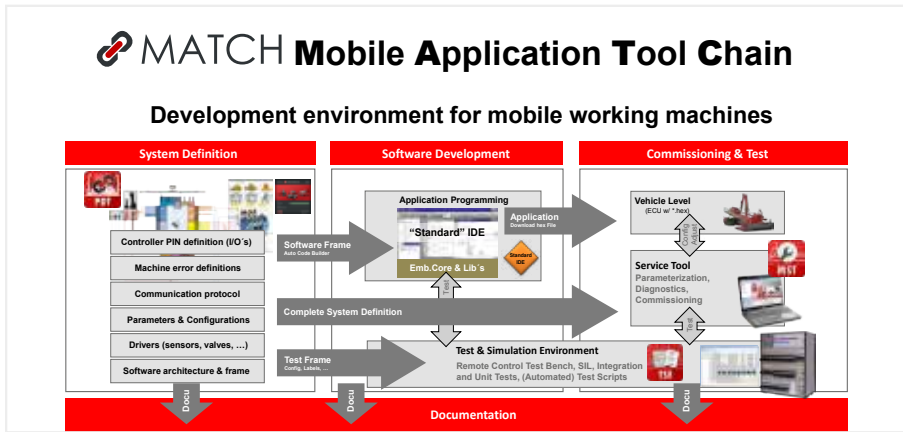 MATCH Mobile Application Tool Chain
Development environment for mobile working machines
System Definition
Software Development
Commissioning & Test
PDT
Controller PIN definition (I/O´s)
Machine error definitions
Communication protocol
Parameters & Configurations
Drivers (sensors, valves, …)
Software architecture & frame
Software Frame
Auto Code Builder
Complete System Definition
Test Frame
Config, Labels, …
Application Programming
"Standard" IDE
Emb.Core & Lib´s
Standard
IDE
Application
Download hex File
Test
Test & Simulation Environment
Remote Control Test Bench, SIL, Integration
and Unit Tests, (Automated) Test Scripts
Vehicle Level
(ECU w/ *.hex)
Config
Adjust
Service Tool
Parameterization,
Diagnostics,
Commissioning
MST
Test
Docu
Docu
Docu
Documentation